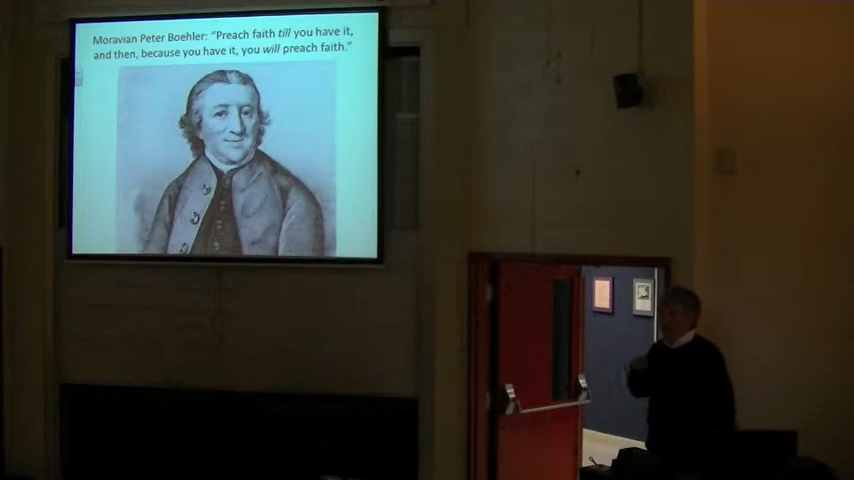 Moravian Peter Boehler: “Preach faith till you have it,
and then, because you have it, you will preach faith.”